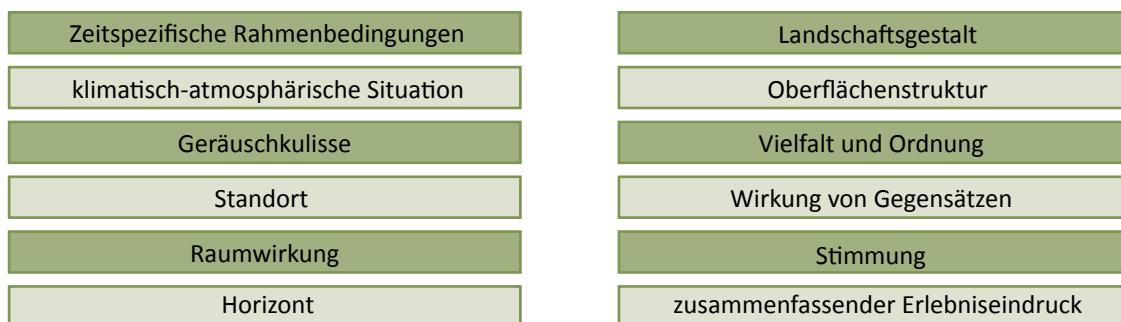 Zeitspezifische Rahmenbedingungen
klimatisch-atmosphärische Situation
Geräuschkulisse
Standort
Raumwirkung
Horizont
Landschaftsgestalt
Oberflächenstruktur
Vielfalt und Ordnung
Wirkung von Gegensätzen
Stimmung
zusammenfassender Erlebniseindruck